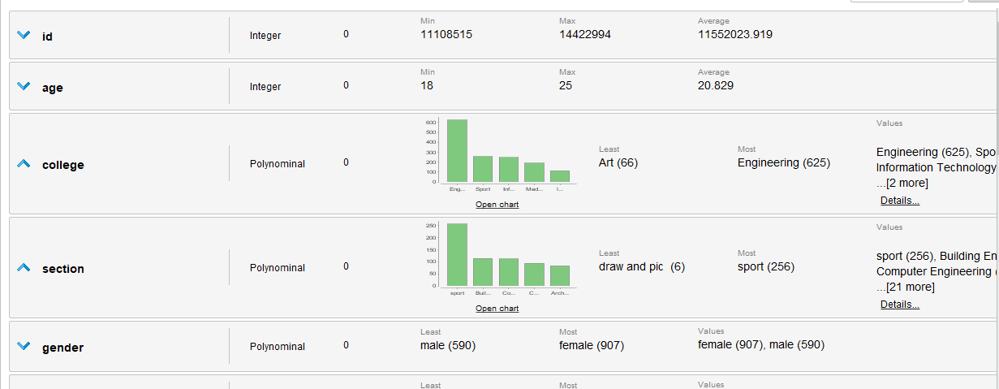 Min Max Average
id Integer 0 11108515 14422994 11552023.919
Min Max Average
age Integer 0 18 25 20.829
Values
600
500
400
300
200
100
0
Eng... Sport Inf... Med... I...
Open chart
college Polynominal 0
Least Most
Art (66) Engineering (625)
Engineering (625), Spo
Information Technology
...[2 more]
Details...
Values
250
200
150
100
50
0
sport Buil... Co... C... Arch...
Open chart
section Polynominal 0
Least Most
draw and pic (6) sport (256)
sport (256), Building En
Computer Engineering (
...[21 more]
Details...
Least Most Values
gender Polynominal 0 male (590) female (907) female (907), male (590)
Least Most Values